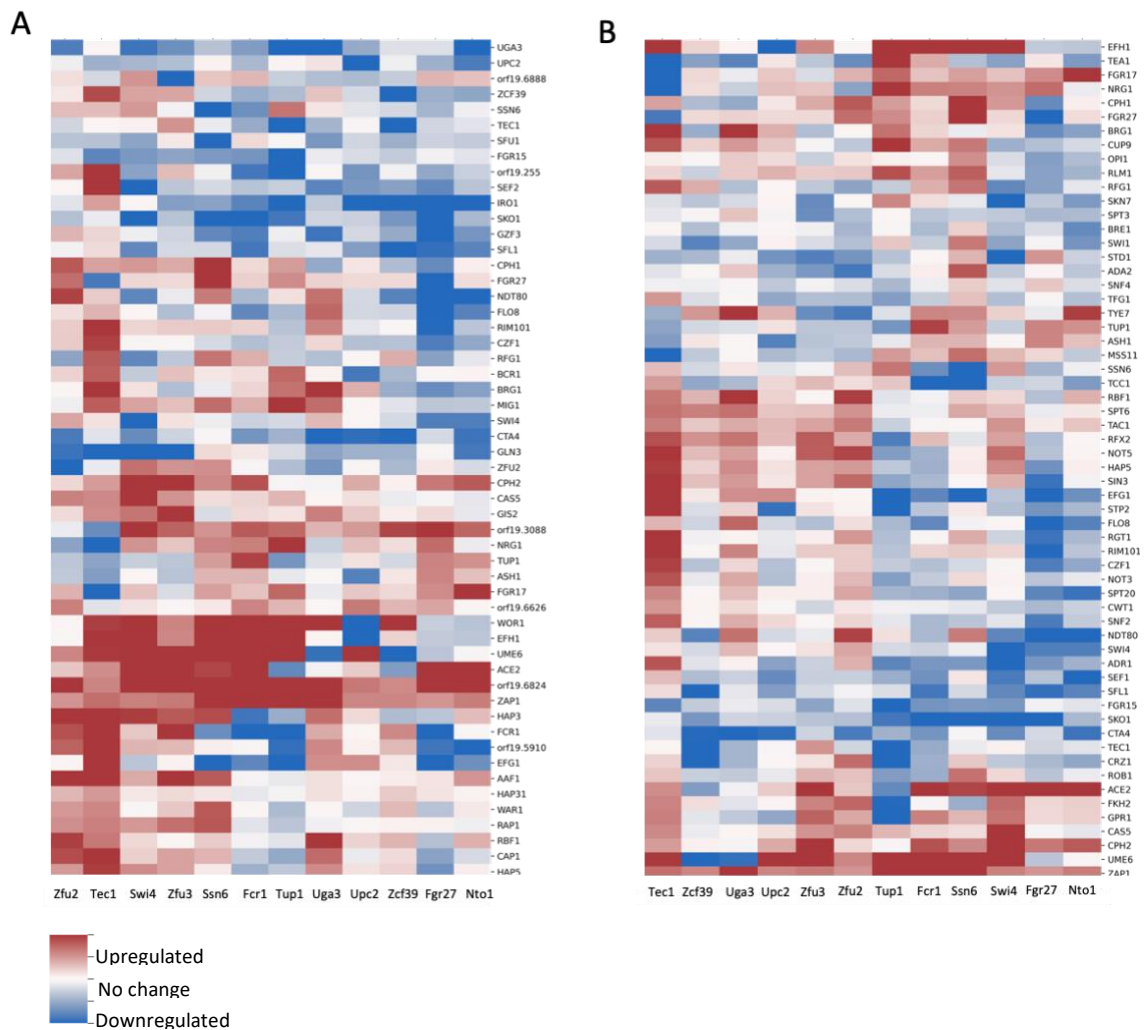 A
UGA3
UPC2
orf19.6888
ZCF39
SSN6
TEC1
SFU1
FGR15
orf19.255
SEF2
IRO1
SKO1
GZF3
SFL1
CPH1
FGR27
NDT80
FLO8
RIM101
CZF1
RFG1
BCR1
BRG1
MIG1
SWI4
CTA4
GLN3
ZFU2
CPH2
CAS5
GIS2
orf19.3088
NRG1
TUP1
ASH1
FGR17
orf19.6626
WOR1
EFH1
UME6
ACE2
orf19.6824
ZAP1
HAP3
FCR1
orf19.5910
EFG1
AAF1
HAP31
WAR1
RAP1
RBF1
CAP1
HAP5
Zfu2 Tec1 Swi4 Zfu3 Ssn6 Fcr1 Tup1 Uga3 Upc2 Zcf39 Fgr27 Nto1
Upregulated
No change
Downregulated
B
EFH1
TEA1
FGR17
NRG1
CPH1
FGR27
BRG1
CUP9
OPI1
RLM1
RFG1
SKN7
SPT3
BRE1
SWI1
STD1
ADA2
SNF4
TFG1
TYE7
TUP1
ASH1
MSS11
SSN6
TCC1
RBF1
SPT6
TAC1
RFX2
NOT5
HAP5
SIN3
EFG1
STP2
FLO8
RGT1
RIM101
CZF1
NOT3
SPT20
CWT1
SNF2
NDT80
SWI4
ADR1
SEF1
SFL1
FGR15
SKO1
CTA4
TEC1
CRZ1
ROB1
ACE2
FKH2
GPR1
CAS5
CPH2
UME6
ZAP1
Tec1 Zcf39 Uga3 Upc2 Zfu3 Zfu2 Tup1 Fcr1 Ssn6 Swi4 Fgr27 Nto1